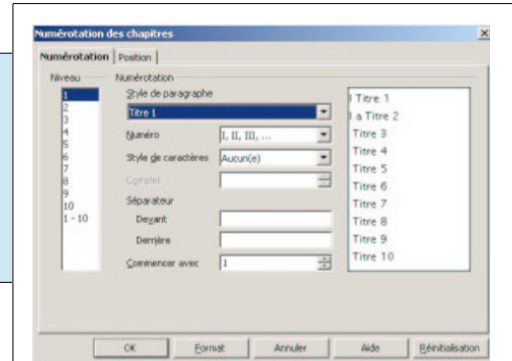 Numérotation des chapitres
Numérotation
Position
Niveau
1
2
3
4
5
6
7
8
9
10
1 - 10
Numérotation
Style de paragraphe
Titre 1
Numéro
I, II, III, ...
Style de caractères
Aucun(e)
Complet
Séparateur
Devant
Derrière
Commencer avec
1
I Titre 1
I.a Titre 2
Titre 3
Titre 4
Titre 5
Titre 6
Titre 7
Titre 8
Titre 9
Titre 10
OK
Format
Annuler
Aide
Réinitialisation